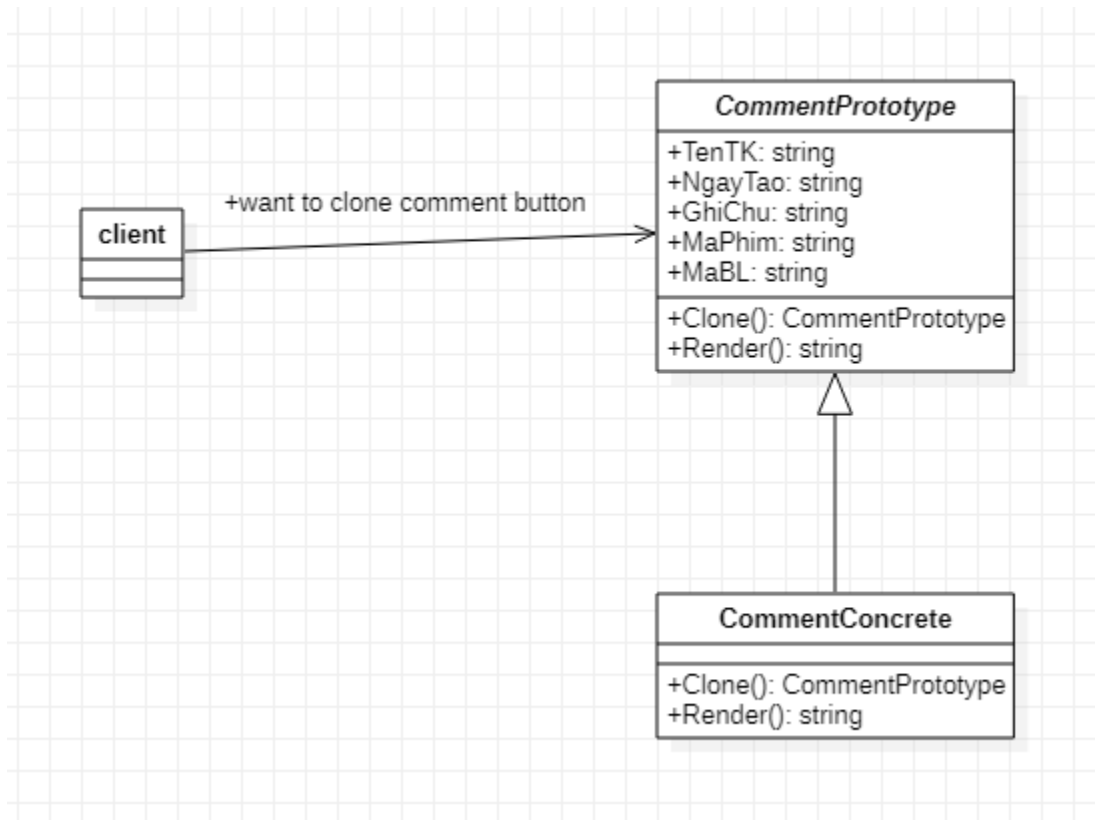 CommentPrototype
+TenTK: string
+NgayTao: string
+GhiChu: string
+MaPhim: string
+MaBL: string
+Clone(): CommentPrototype
+Render(): string
+want to clone comment button
client
CommentConcrete
+Clone(): CommentPrototype
+Render(): string